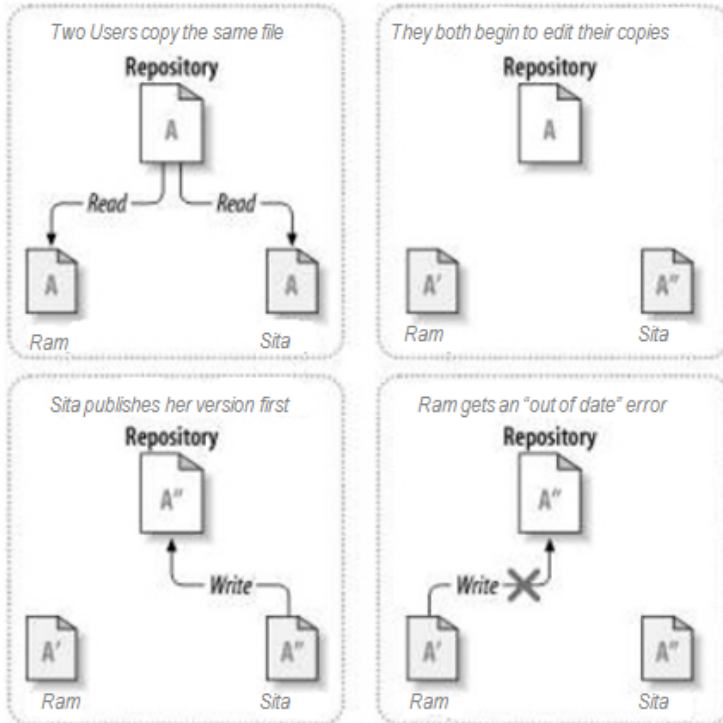 Two Users copy the same file
Repository
A
Read
Read
A
A
Ram
Sita
They both begin to edit their copies
Repository
A
A'
A"
Ram
Sita
Sita publishes her version first
Repository
A"
Write
A'
A"
Ram
Sita
Ram gets an “out of date” error
Repository
A"
Write
A'
A"
Ram
Sita